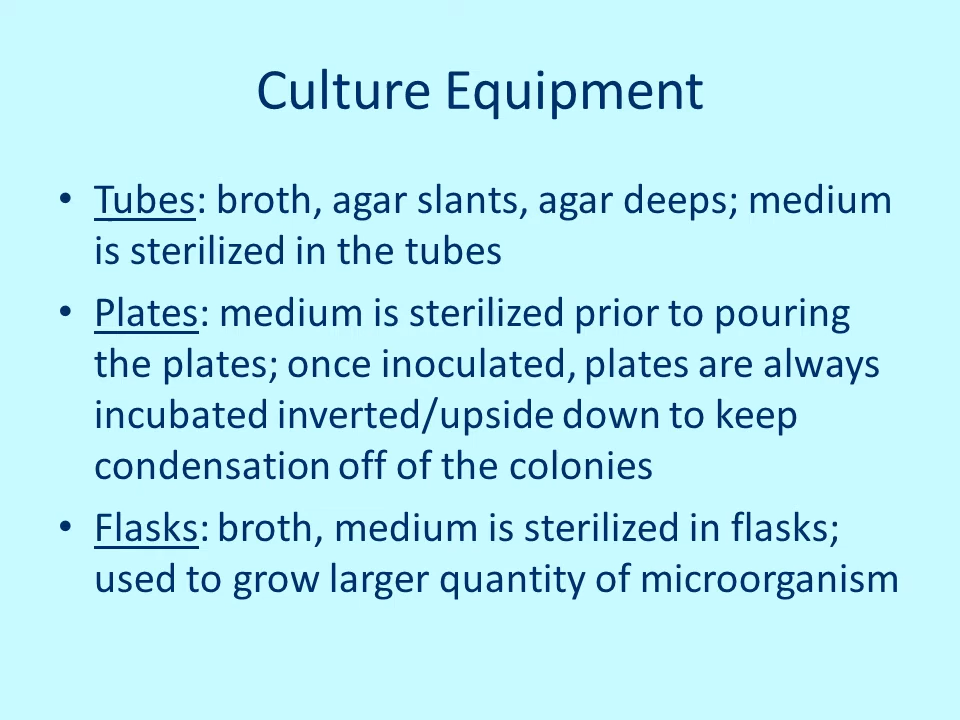 Culture Equipment
• Tubes: broth, agar slants, agar deeps; medium
is sterilized in the tubes
• Plates: medium is sterilized prior to pouring
the plates; once inoculated, plates are always
incubated inverted/upside down to keep
condensation off of the colonies
• Flasks: broth, medium is sterilized in flasks;
used to grow larger quantity of microorganism